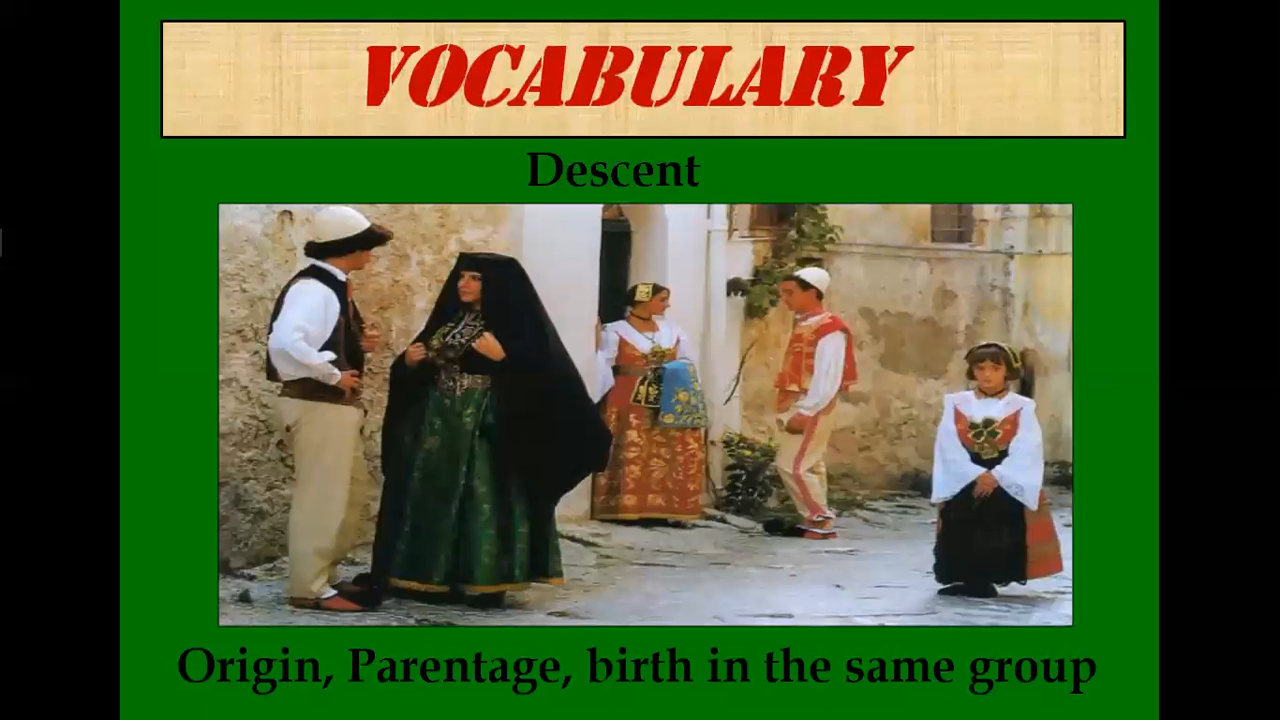 VOCABULARY
Descent
Origin, Parentage, birth in the same group